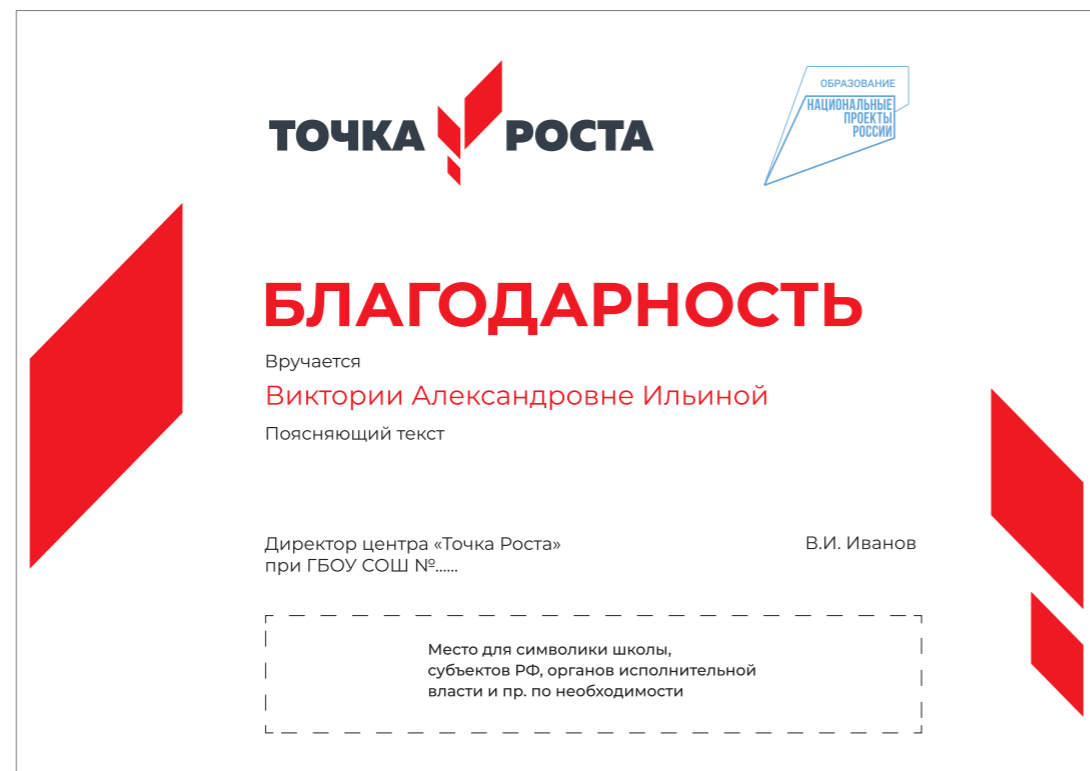 ТОЧКА РОСТА
ОБРАЗОВАНИЕ
НАЦИОНАЛЬНЫЕ
ПРОЕКТЫ
РОССИИ
БЛАГОДАРНОСТЬ
Вручается
Виктории Александровне Ильиной
Поясняющий текст
Директор центра «Точка Роста»
В.И. Иванов
при ГБОУ СОШ №......
Место для символики школы,
субъектов РФ, органов исполнительной
власти и пр. по необходимости